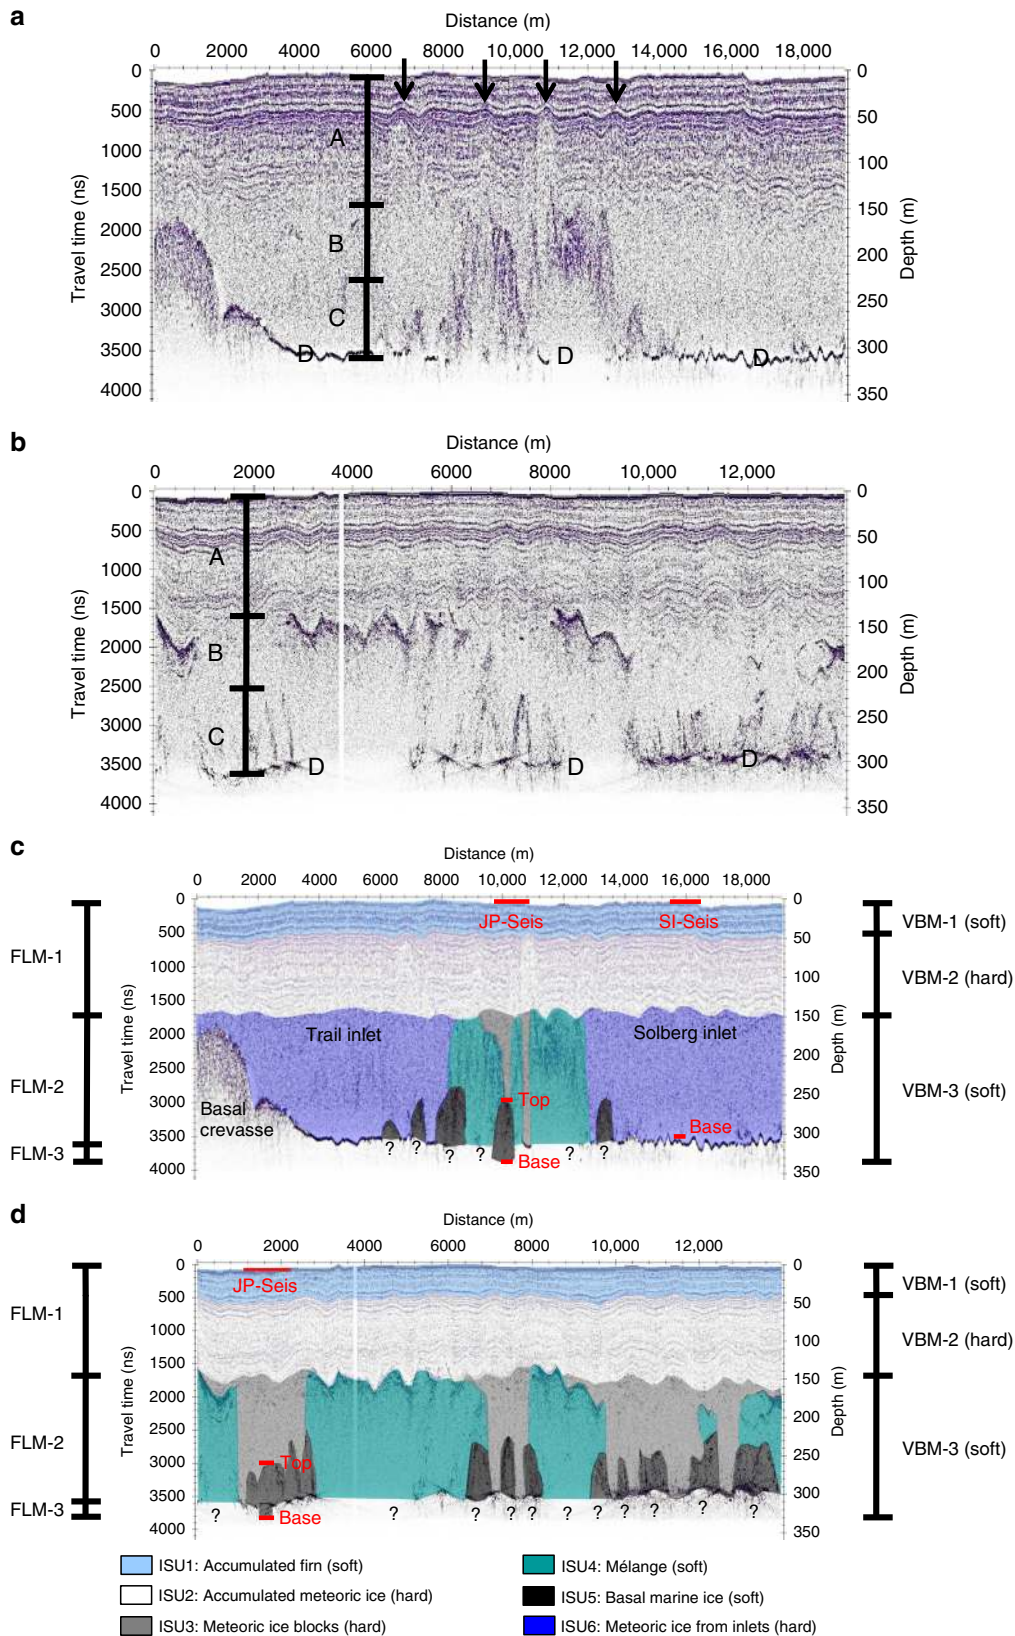 a
Distance (m)
0 2000 4000 6000 8000 10,000 12,000 14,000 16,000 18,000
Travel time (ns)
0
500
1000
1500
2000
2500
3000
3500
4000
A
B
C
D D D
Depth (m)
0
50
100
150
200
250
300
350
b
Distance (m)
0 2000 4000 6000 8000 10,000 12,000
Travel time (ns)
0
500
1000
1500
2000
2500
3000
3500
4000
A
B
C
D D D
Depth (m)
0
50
100
150
200
250
300
350
c
Distance (m)
0 2000 4000 6000 8000 10,000 12,000 14,000 16,000 18,000
FLM-1
FLM-2
FLM-3
Travel time (ns)
0
500
1000
1500
2000
2500
3000
3500
4000
JP-Seis SI-Seis
Trail inlet Solberg inlet
Basal
crevasse
Top
Base
Base
? ? ? ? ? ?
Depth (m)
0
50
100
150
200
250
300
350
VBM-1 (soft)
VBM-2 (hard)
VBM-3 (soft)
d
Distance (m)
0 2000 4000 6000 8000 10,000 12,000
FLM-1
FLM-2
FLM-3
Travel time (ns)
0
500
1000
1500
2000
2500
3000
3500
4000
JP-Seis
Top
Base
? ? ? ? ? ? ? ? ? ? ?
Depth (m)
0
50
100
150
200
250
300
350
VBM-1 (soft)
VBM-2 (hard)
VBM-3 (soft)
ISU1: Accumulated firn (soft)
ISU2: Accumulated meteoric ice (hard)
ISU3: Meteoric ice blocks (hard)
ISU4: Mélange (soft)
ISU5: Basal marine ice (soft)
ISU6: Meteoric ice from inlets (hard)